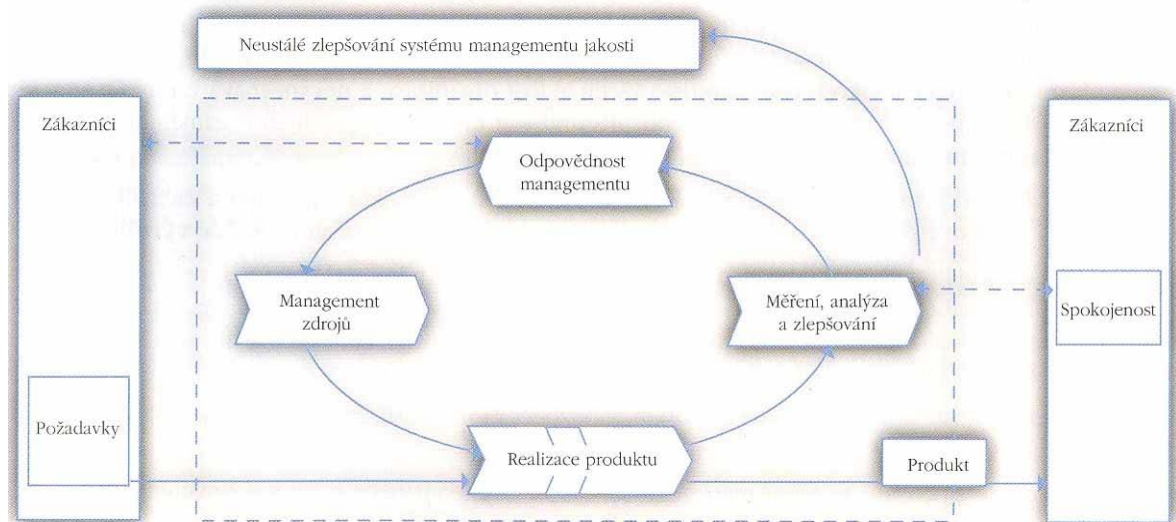 Neustálé zlepšování systému managementu jakosti
Zákazníci
Zákazníci
Odpovědnost
managementu
Management
zdrojů
Měření, analýza
a zlepšování
Spokojenost
Požadavky
Realizace produktu
Produkt